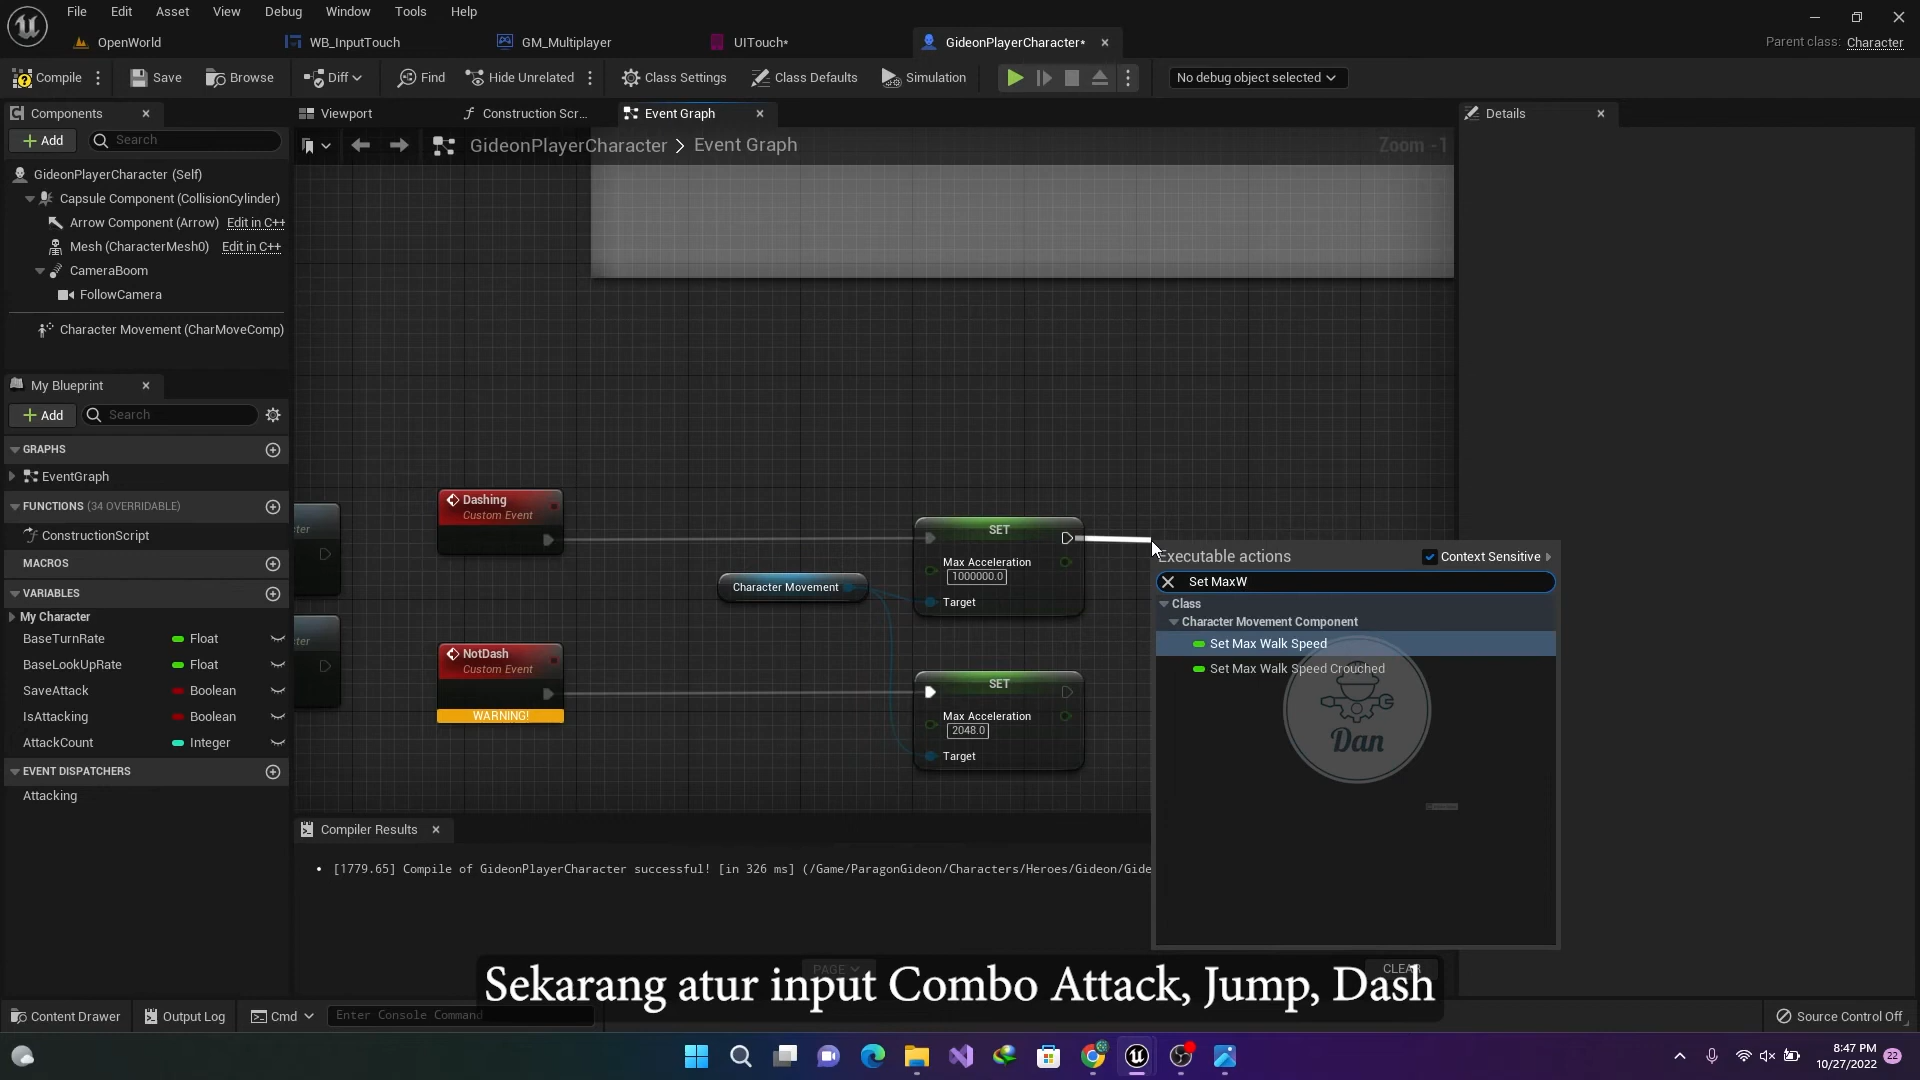 File Edit Asset View Debug Window Tools Help
OpenWorld WB_InputTouch GM_Multiplayer UITouch* GideonPlayerCharacter* Parent class: Character
Compile Save Browse Diff Find Hide Unrelated Class Settings Class Defaults Simulation No debug object selected
Components Viewport Construction Scr... Event Graph Details
Add Search GideonPlayerCharacter > Event Graph Zoom -1
GideonPlayerCharacter (Self)
Capsule Component (CollisionCylinder)
Arrow Component (Arrow) Edit in C++
Mesh (CharacterMesh0) Edit in C++
CameraBoom
FollowCamera
Character Movement (CharMoveComp)
My Blueprint
Add Search
GRAPHS
EventGraph
FUNCTIONS (34 OVERRIDABLE)
ConstructionScript
MACROS
VARIABLES
My Character
BaseTurnRate Float
BaseLookUpRate Float
SaveAttack Boolean
IsAttacking Boolean
AttackCount Integer
EVENT DISPATCHERS
Attacking
Dashing
Custom Event
Character Movement
SET
Max Acceleration
1000000.0
Target
NotDash
Custom Event
WARNING!
SET
Max Acceleration
2048.0
Target
Executable actions Context Sensitive
Set MaxW
Class
Character Movement Component
Set Max Walk Speed
Set Max Walk Speed Crouched
Dan
Compiler Results
[1779.65] Compile of GideonPlayerCharacter successful! [in 326 ms] (/Game/ParagonGideon/Characters/Heroes/Gideon/Gide
PAGE CLEAR
Sekarang atur input Combo Attack, Jump, Dash
Content Drawer Output Log Cmd Enter Console Command Source Control Off
8:47 PM
10/27/2022 22